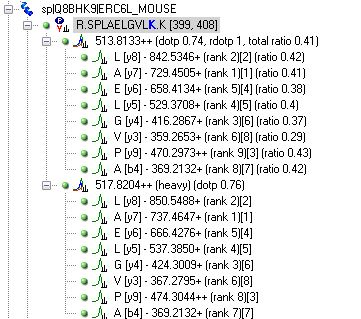 sp|Q8BHK9|ERC6L_MOUSE
R.SPLAELGVLK.K [399, 408]
513.8133++ (dotp 0.74, rdotp 1, total ratio 0.41)
L [y8] - 842.5346+ (rank 2)[2] (ratio 0.42)
A [y7] - 729.4505+ (rank 1)[1] (ratio 0.41)
E [y6] - 658.4134+ (rank 3)[4] (ratio 0.38)
L [y5] - 529.3708+ (rank 4)[5] (ratio 0.4)
G [y4] - 416.2867+ (rank 4)[6] (ratio 0.37)
V [y3] - 359.2653+ (rank 6)[8] (ratio 0.29)
P [y9] - 470.2973++ (rank 9)[3] (ratio 0.43)
A [b4] - 369.2132+ (rank 8)[7] (ratio 0.42)
517.8204++ (heavy) (dotp 0.76)
L [y8] - 850.5488+ (rank 2)[2]
A [y7] - 737.4647+ (rank 1)[1]
E [y6] - 666.4276+ (rank 5)[4]
L [y5] - 537.3850+ (rank 4)[5]
G [y4] - 424.3009+ (rank 3)[6]
V [y3] - 367.2795+ (rank 6)[8]
P [y9] - 474.3044++ (rank 8)[3]
A [b4] - 369.2132+ (rank 7)[7]